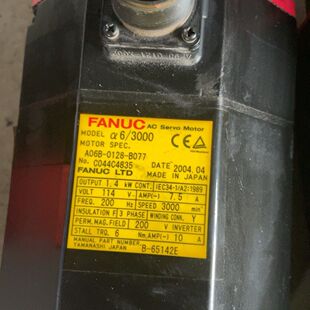 FANUC AC Servo Motor
MODEL α6/3000
MOTOR SPEC.
A06B-0128-B077
No. C044C4835 DATE 2004.04
FANUC LTD MADE IN JAPAN
OUTPUT 1.4 kW CONT. IEC34-1/A2:1989
VOLT 114 V AMP(~) 7.5 A
FREQ. 200 Hz SPEED 3000 min⁻¹
INSULATION F 3 PHASE WINDING CONN. Y
PERM. MAG. FIELD 200 V INVERTER
STALL TRQ. 6 Nm, AMP(~) 10 A
MANUAL PART NUMBER B-65142E
YAMANASHI JAPAN